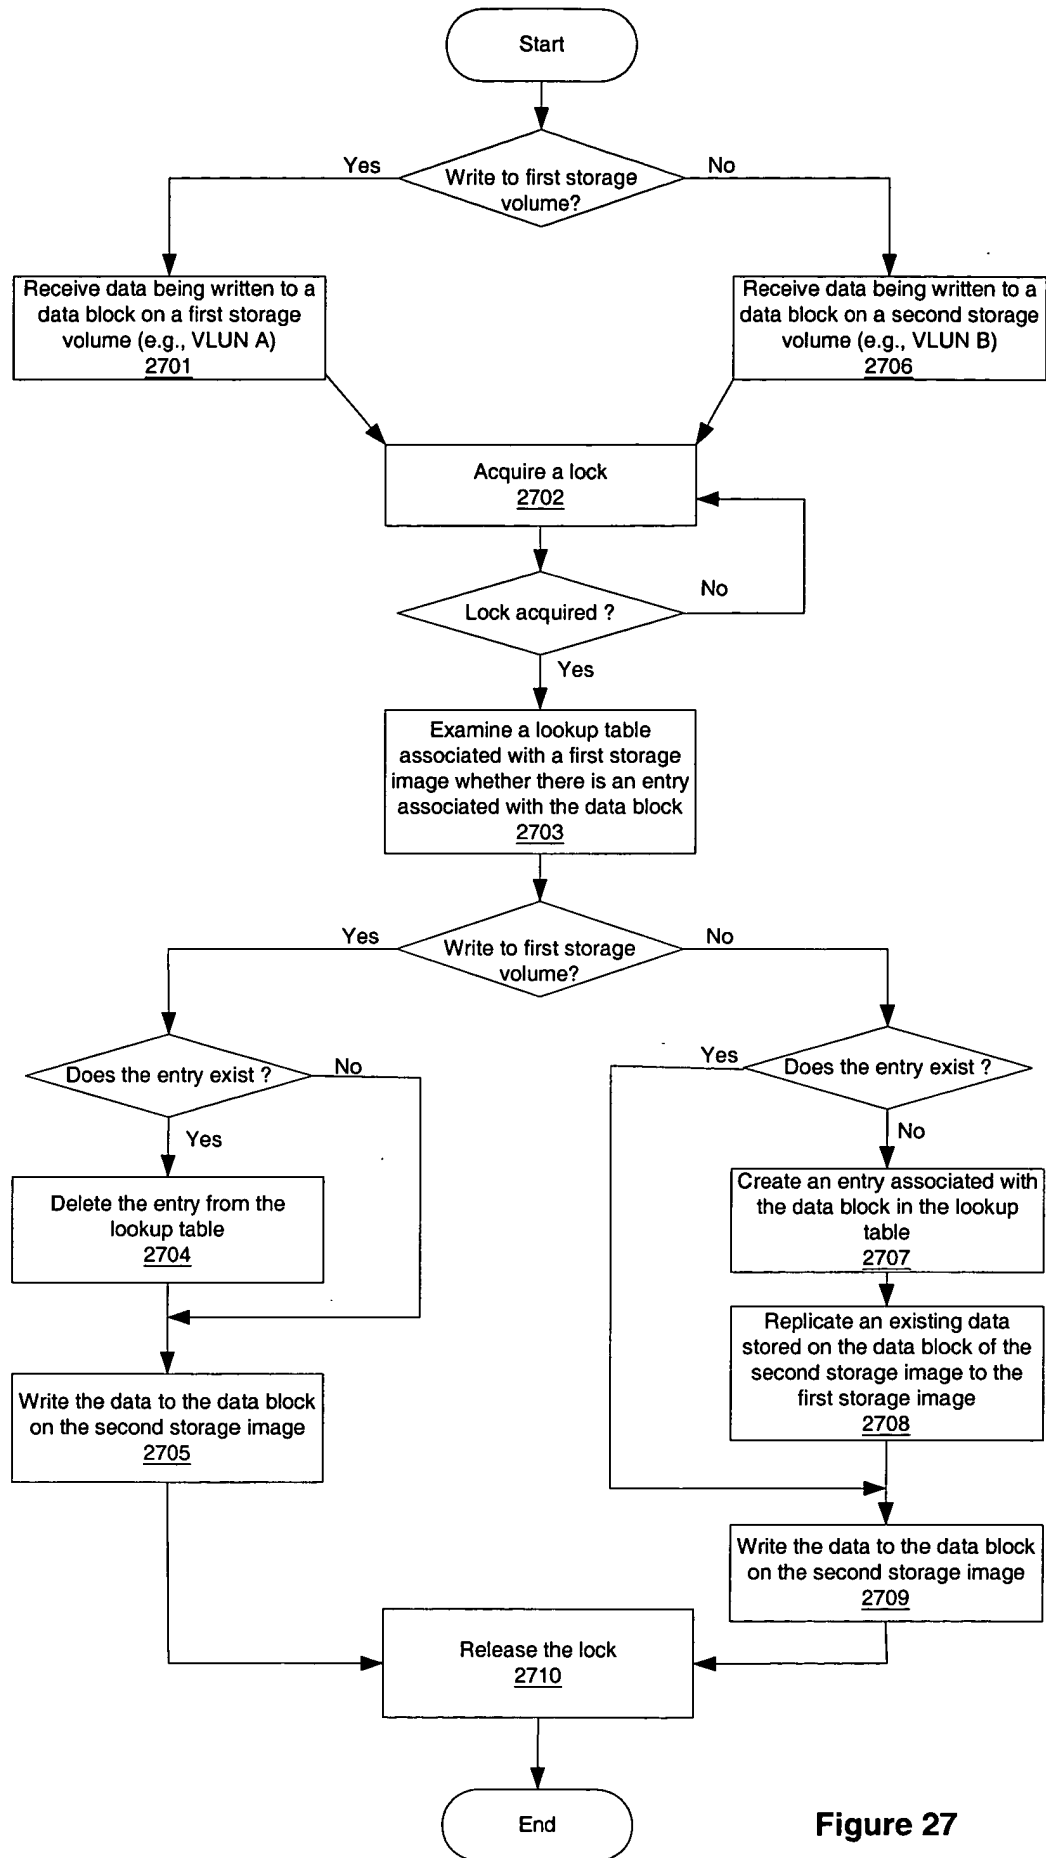 Start
Write to first storage
volume?
Yes
No
Receive data being written to a
data block on a first storage
volume (e.g., VLUN A)
2701
Receive data being written to a
data block on a second storage
volume (e.g., VLUN B)
2706
Acquire a lock
2702
Lock acquired ?
No
Yes
Examine a lookup table
associated with a first storage
image whether there is an entry
associated with the data block
2703
Write to first storage
volume?
Yes
No
Does the entry exist ?
No
Yes
Delete the entry from the
lookup table
2704
Write the data to the data block
on the second storage image
2705
Does the entry exist ?
Yes
No
Create an entry associated with
the data block in the lookup
table
2707
Replicate an existing data
stored on the data block of the
second storage image to the
first storage image
2708
Write the data to the data block
on the second storage image
2709
Release the lock
2710
End
Figure 27